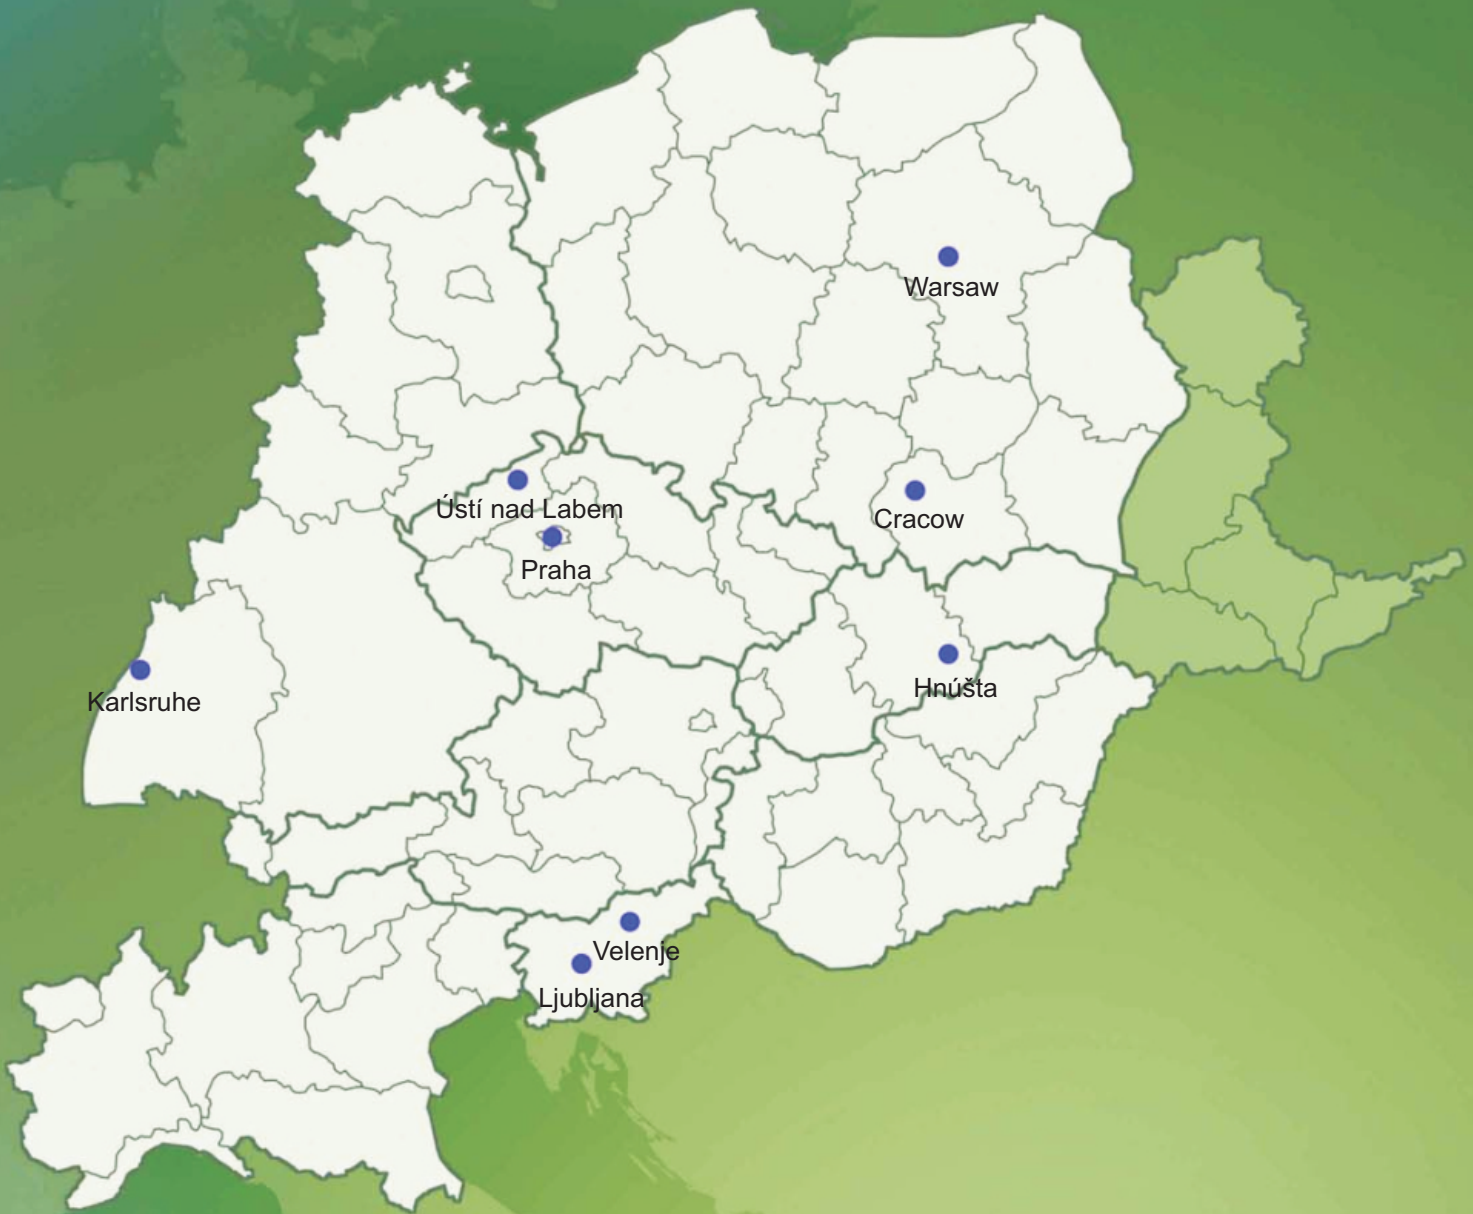 Warsaw
Ústí nad Labem
Cracow
Praha
Hnúšta
Karlsruhe
Velenje
Ljubljana